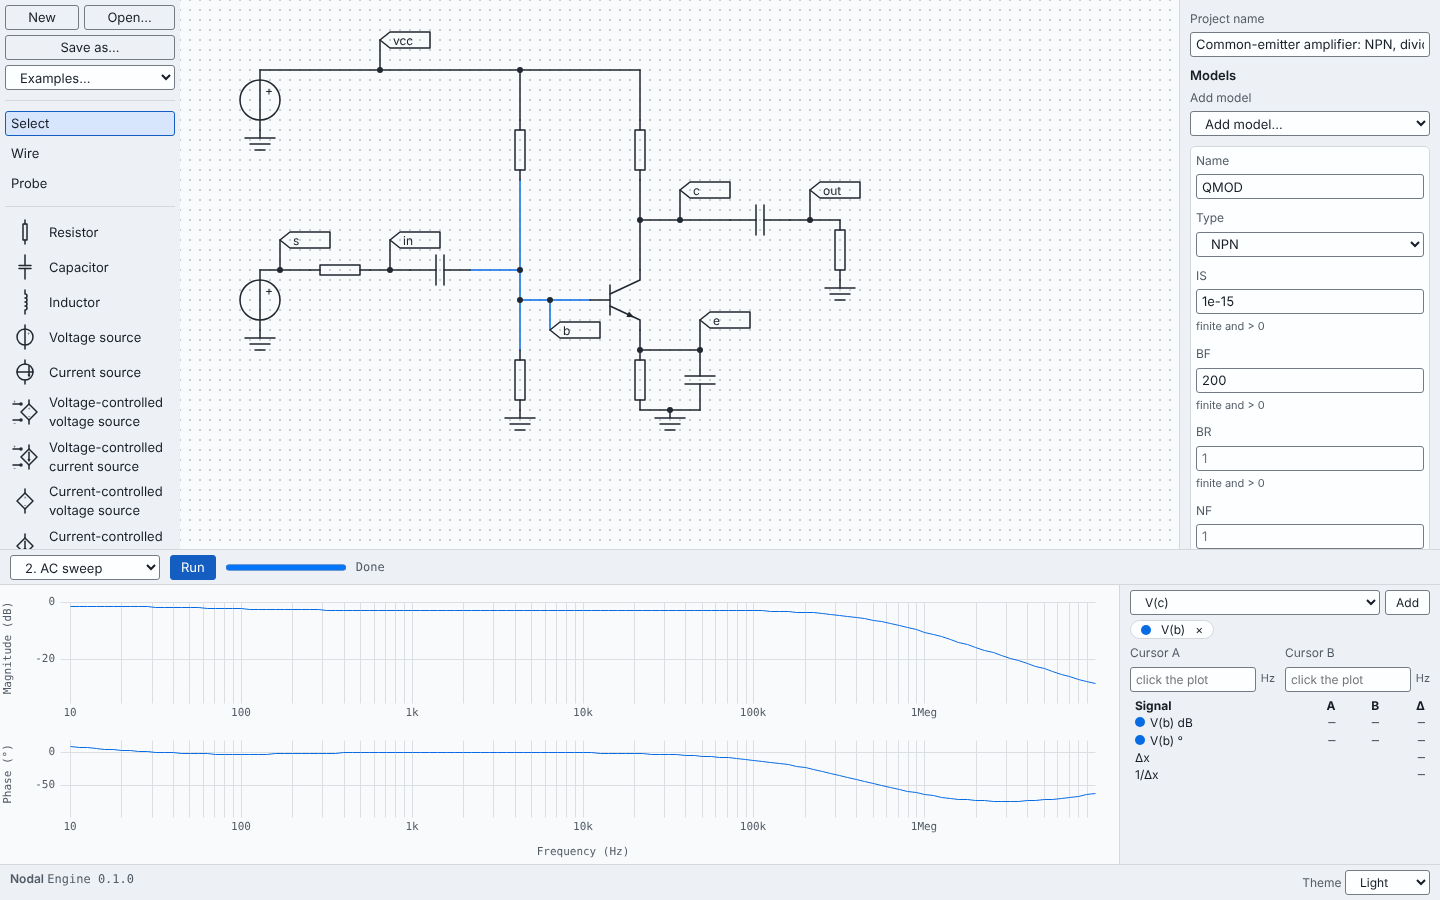 New
Open...
Save as...
Examples...
Select
Wire
Probe
Resistor
Capacitor
Inductor
Voltage source
Current source
Voltage-controlled
voltage source
Voltage-controlled
current source
Current-controlled
voltage source
Current-controlled
vcc
+
s
in
+
b
c
out
e
Project name
Common-emitter amplifier: NPN, divi
Models
Add model
Add model...
Name
QMOD
Type
NPN
IS
1e-15
finite and > 0
BF
200
finite and > 0
BR
1
finite and > 0
NF
1
2. AC sweep
Run
Done
Magnitude (dB)
0
-20
10
100
1k
10k
100k
1Meg
Phase (°)
0
-50
10
100
1k
10k
100k
1Meg
Frequency (Hz)
V(c)
Add
V(b) ×
Cursor A
Cursor B
click the plot Hz
click the plot Hz
Signal A B Δ
V(b) dB – – –
V(b) ° – – –
Δx –
1/Δx –
Nodal Engine 0.1.0
Theme
Light